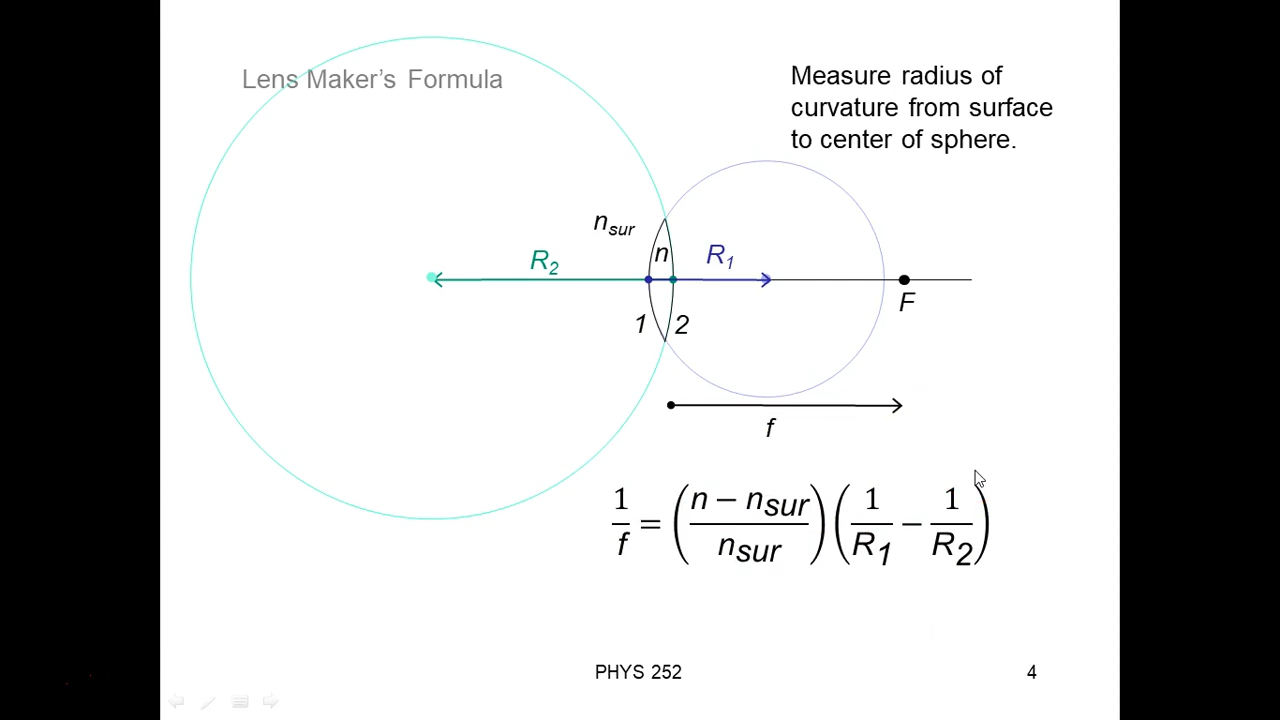 Lens Maker’s Formula
Measure radius of
curvature from surface
to center of sphere.
n_sur
R_2
n
R_1
F
1
2
f
1/f = ((n − n_sur)/n_sur) (1/R_1 − 1/R_2)
PHYS 252
4